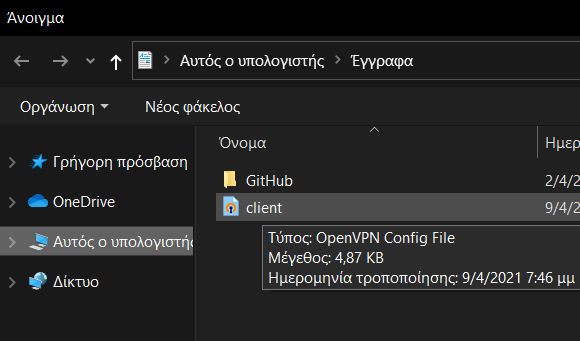 Άνοιγμα
Αυτός ο υπολογιστής > Έγγραφα
Οργάνωση Νέος φάκελος
Όνομα Ημερ
Γρήγορη πρόσβαση
GitHub 2/4/2
OneDrive
client 9/4/2
Αυτός ο υπολογιστής
Τύπος: OpenVPN Config File
Μέγεθος: 4,87 KB
Δίκτυο
Ημερομηνία τροποποίησης: 9/4/2021 7:46 μμ